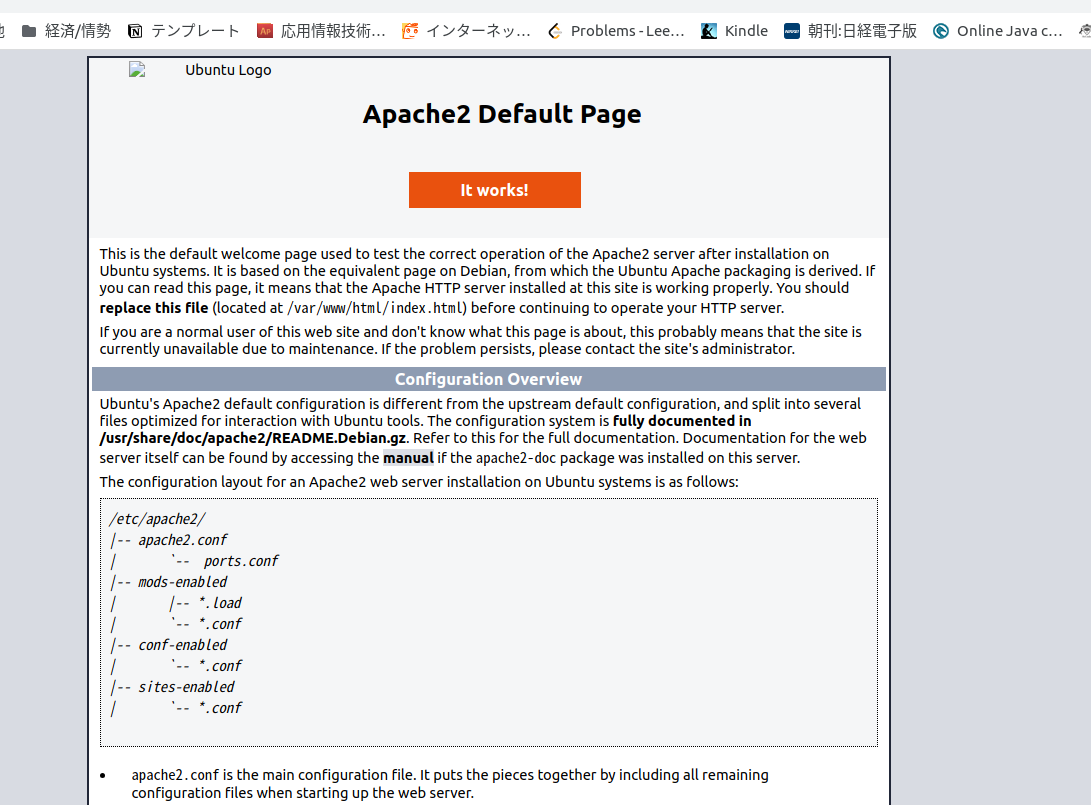 経済/情勢 テンプレート 応用情報技術... インターネッ... Problems - Lee... Kindle 朝刊:日経電子版 Online Java c...
Ubuntu Logo
Apache2 Default Page
It works!
This is the default welcome page used to test the correct operation of the Apache2 server after installation on
Ubuntu systems. It is based on the equivalent page on Debian, from which the Ubuntu Apache packaging is derived. If
you can read this page, it means that the Apache HTTP server installed at this site is working properly. You should
replace this file (located at /var/www/html/index.html) before continuing to operate your HTTP server.
If you are a normal user of this web site and don't know what this page is about, this probably means that the site is
currently unavailable due to maintenance. If the problem persists, please contact the site's administrator.
Configuration Overview
Ubuntu's Apache2 default configuration is different from the upstream default configuration, and split into several
files optimized for interaction with Ubuntu tools. The configuration system is fully documented in
/usr/share/doc/apache2/README.Debian.gz. Refer to this for the full documentation. Documentation for the web
server itself can be found by accessing the manual if the apache2-doc package was installed on this server.
The configuration layout for an Apache2 web server installation on Ubuntu systems is as follows:
/etc/apache2/
|-- apache2.conf
|       `--  ports.conf
|-- mods-enabled
|       |-- *.load
|       `-- *.conf
|-- conf-enabled
|       `-- *.conf
|-- sites-enabled
|       `-- *.conf
• apache2.conf is the main configuration file. It puts the pieces together by including all remaining
configuration files when starting up the web server.